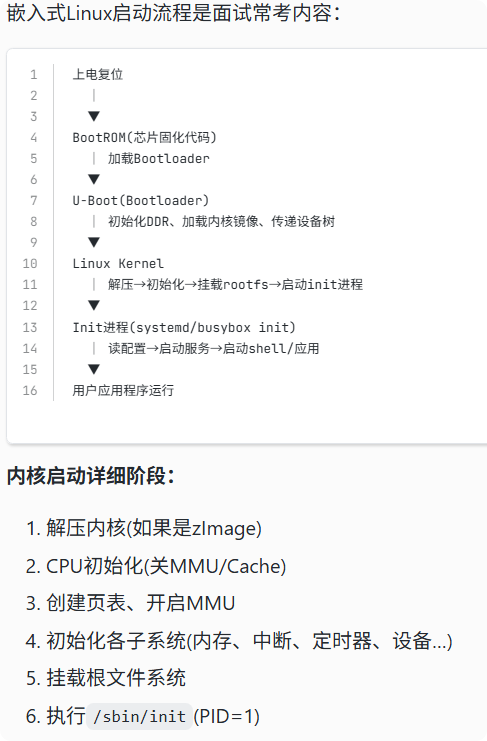 嵌入式Linux启动流程是面试常考内容：
1 上电复位
2 |
3 ▼
4 BootROM(芯片固化代码)
5 | 加载Bootloader
6 ▼
7 U-Boot(Bootloader)
8 | 初始化DDR、加载内核镜像、传递设备树
9 ▼
10 Linux Kernel
11 | 解压→初始化→挂载rootfs→启动init进程
12 ▼
13 Init进程(systemd/busybox init)
14 | 读配置→启动服务→启动shell/应用
15 ▼
16 用户应用程序运行
内核启动详细阶段：
1. 解压内核(如果是zImage)
2. CPU初始化(关MMU/Cache)
3. 创建页表、开启MMU
4. 初始化各子系统(内存、中断、定时器、设备...)
5. 挂载根文件系统
6. 执行 /sbin/init (PID=1)